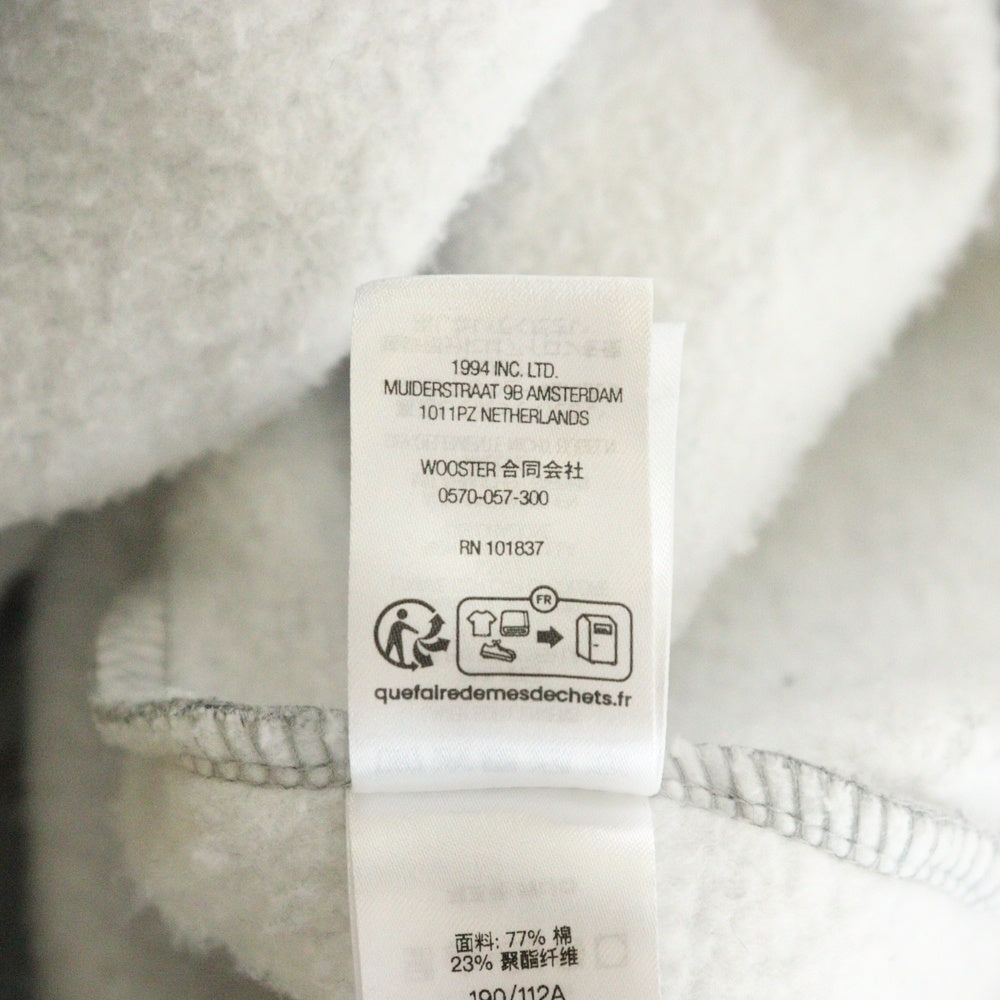 1994 INC. LTD.
MUIDERSTRAAT 9B AMSTERDAM
1011PZ NETHERLANDS
WOOSTER 合同会社
0570-057-300
RN 101837
FR
quefairedemesdechets.fr
面料: 77% 棉
23% 聚酯纤维
190/112A